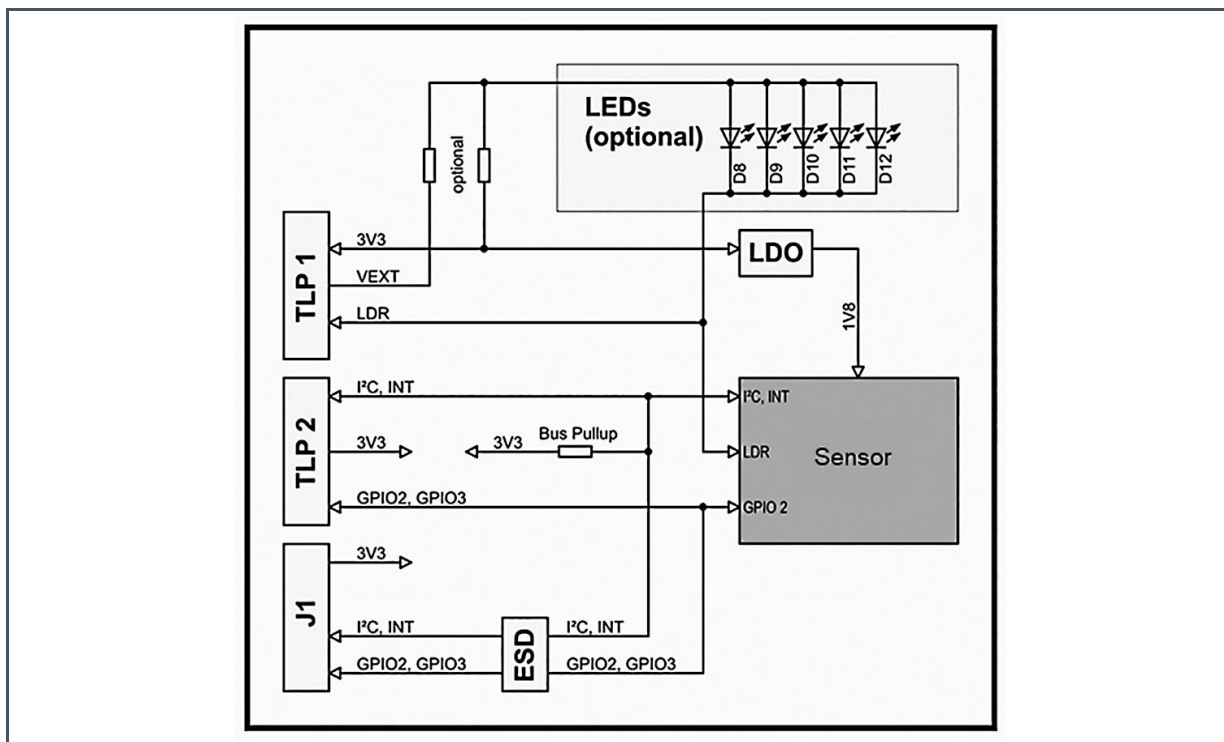 LEDs
(optional)
D8
D9
D10
D11
D12
optional
TLP 1
3V3
VEXT
LDR
LDO
1V8
TLP 2
I²C, INT
3V3
3V3
Bus Pullup
GPIO2, GPIO3
I²C, INT
LDR
GPIO 2
Sensor
J1
3V3
I²C, INT
GPIO2, GPIO3
ESD
I²C, INT
GPIO2, GPIO3